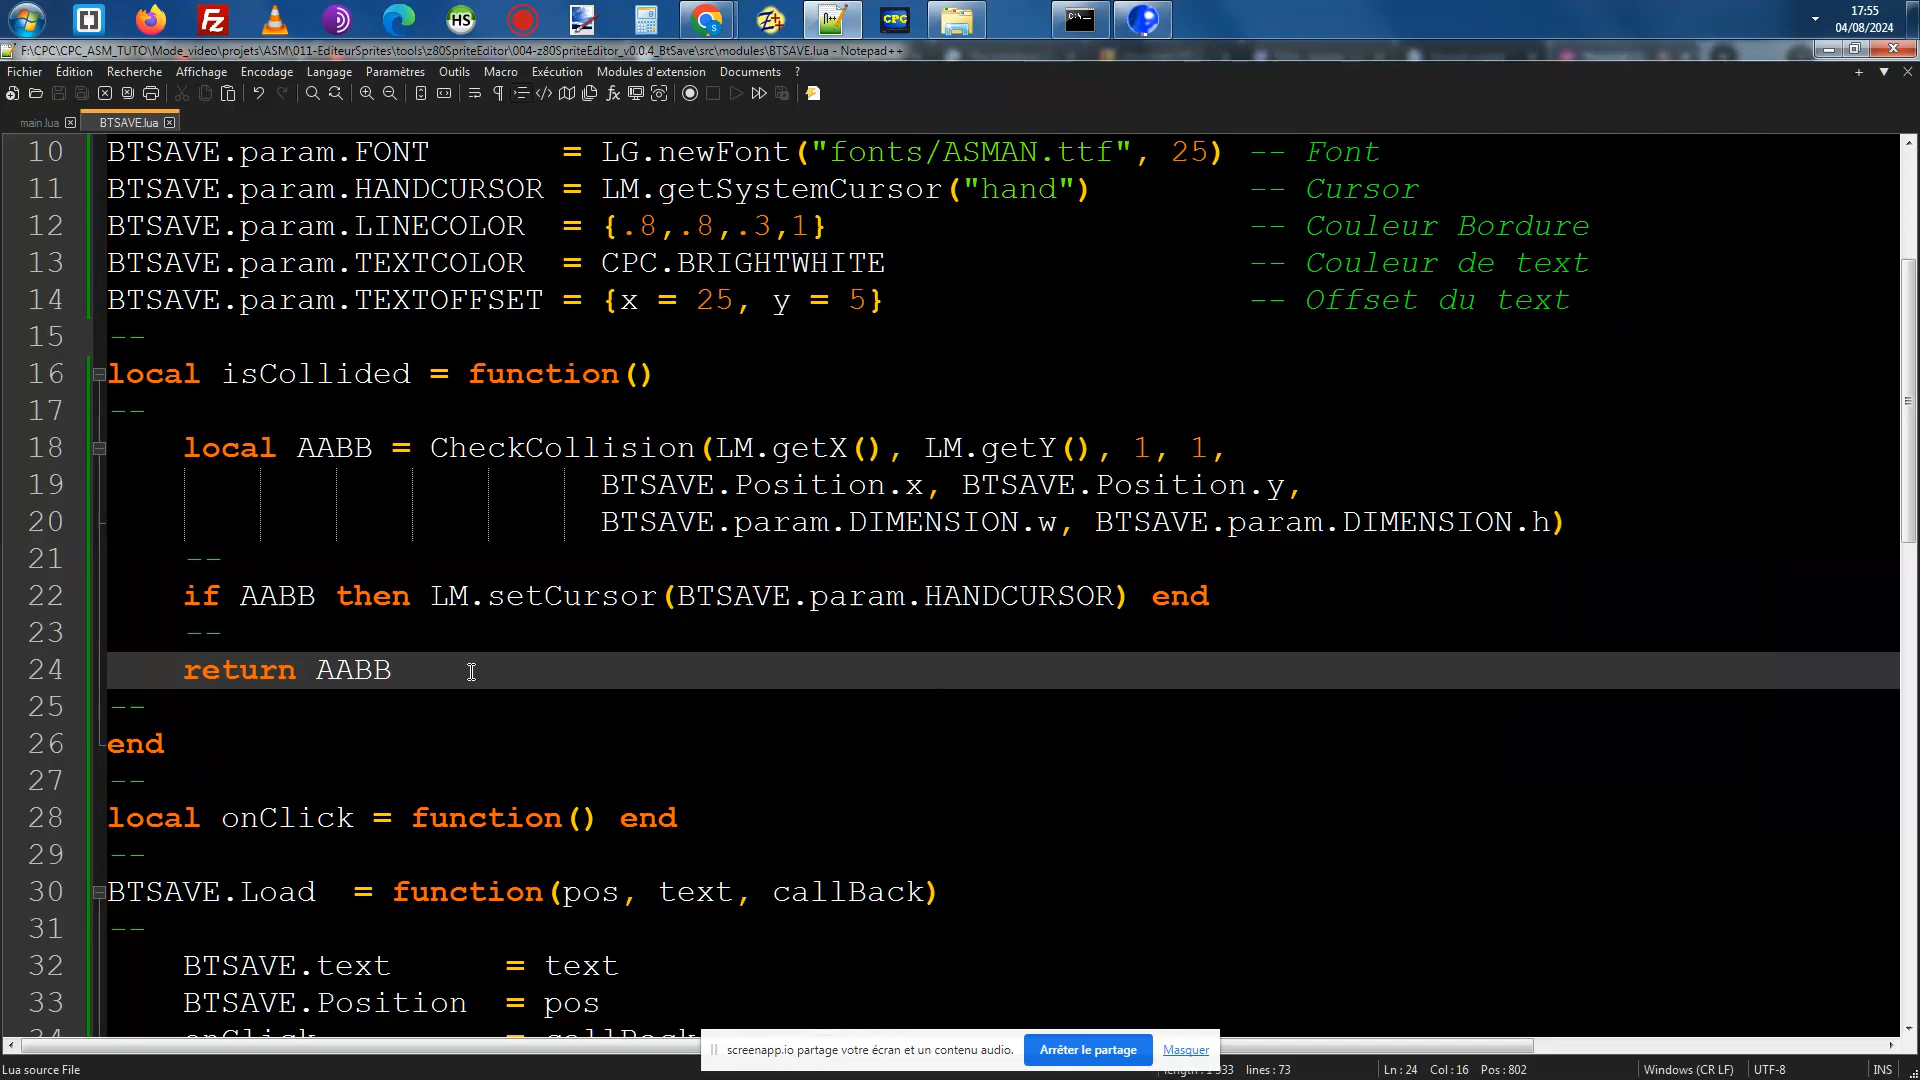 17:55
04/08/2024
F:\CPC\CPC_ASM_TUTO\Mode_video\projets\ASM\011-EditeurSprites\tools\z80SpriteEditor\004-z80SpriteEditor_v0.0.4_BtSave\src\modules\BTSAVE.lua - Notepad++
Fichier Édition Recherche Affichage Encodage Langage Paramètres Outils Macro Exécution Modules d'extension Documents ?
main.lua BTSAVE.lua
10 BTSAVE.param.FONT = LG.newFont("fonts/ASMAN.ttf", 25) -- Font
11 BTSAVE.param.HANDCURSOR = LM.getSystemCursor("hand") -- Cursor
12 BTSAVE.param.LINECOLOR = {.8,.8,.3,1} -- Couleur Bordure
13 BTSAVE.param.TEXTCOLOR = CPC.BRIGHTWHITE -- Couleur de text
14 BTSAVE.param.TEXTOFFSET = {x = 25, y = 5} -- Offset du text
15 --
16 local isCollided = function()
17 --
18 local AABB = CheckCollision(LM.getX(), LM.getY(), 1, 1,
19 BTSAVE.Position.x, BTSAVE.Position.y,
20 BTSAVE.param.DIMENSION.w, BTSAVE.param.DIMENSION.h)
21 --
22 if AABB then LM.setCursor(BTSAVE.param.HANDCURSOR) end
23 --
24 return AABB
25 --
26 end
27 --
28 local onClick = function() end
29 --
30 BTSAVE.Load = function(pos, text, callBack)
31 --
32 BTSAVE.text = text
33 BTSAVE.Position = pos
34 onClick = callBack
screenapp.io partage votre écran et un contenu audio. Arrêter le partage Masquer
Lua source File lines : 73 Ln : 24 Col : 16 Pos : 802 Windows (CR LF) UTF-8 INS